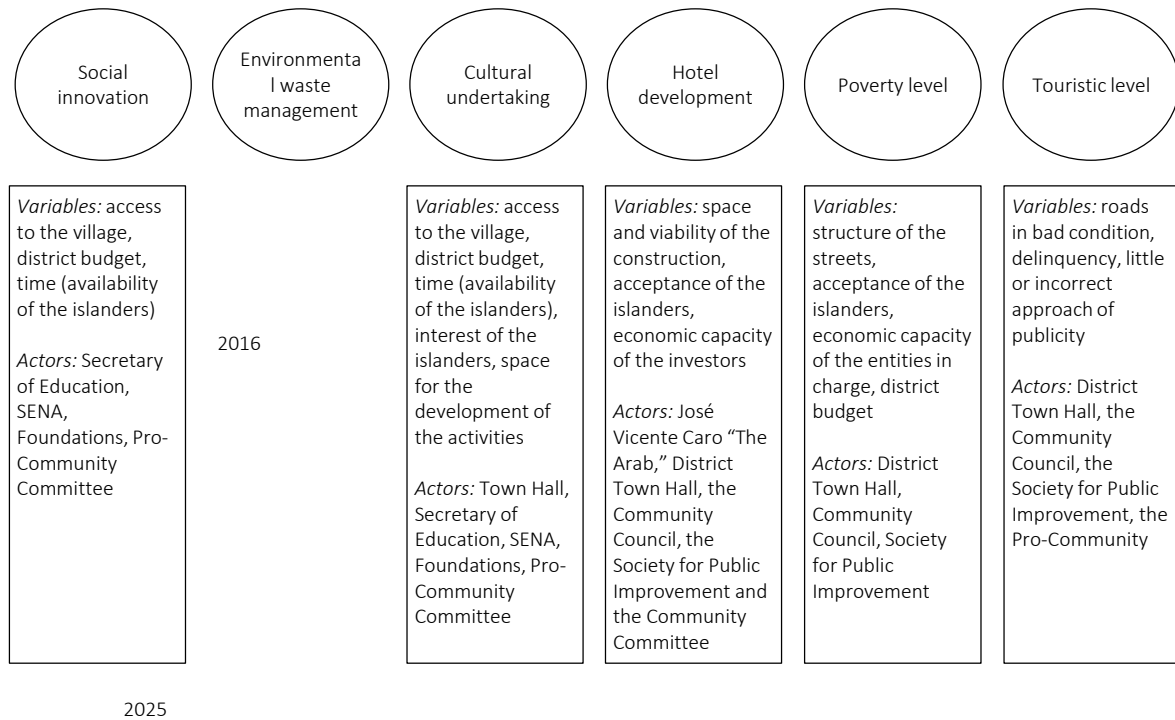 Social
innovation
Environmenta
l waste
management
Cultural
undertaking
Hotel
development
Poverty level
Touristic level
Variables: access
to the village,
district budget,
time (availability
of the islanders)
Actors: Secretary
of Education,
SENA,
Foundations, Pro-
Community
Committee
2016
Variables: access
to the village,
district budget,
time (availability
of the islanders),
interest of the
islanders, space
for the
development of
the activities
Actors: Town Hall,
Secretary of
Education, SENA,
Foundations, Pro-
Community
Committee
Variables: space
and viability of the
construction,
acceptance of the
islanders,
economic capacity
of the investors
Actors: José
Vicente Caro “The
Arab,” District
Town Hall, the
Community
Council, the
Society for Public
Improvement and
the Community
Committee
Variables:
structure of the
streets,
acceptance of the
islanders,
economic capacity
of the entities in
charge, district
budget
Actors: District
Town Hall,
Community
Council, Society
for Public
Improvement
Variables: roads
in bad condition,
delinquency, little
or incorrect
approach of
publicity
Actors: District
Town Hall, the
Community
Council, the
Society for Public
Improvement, the
Pro-Community
2025